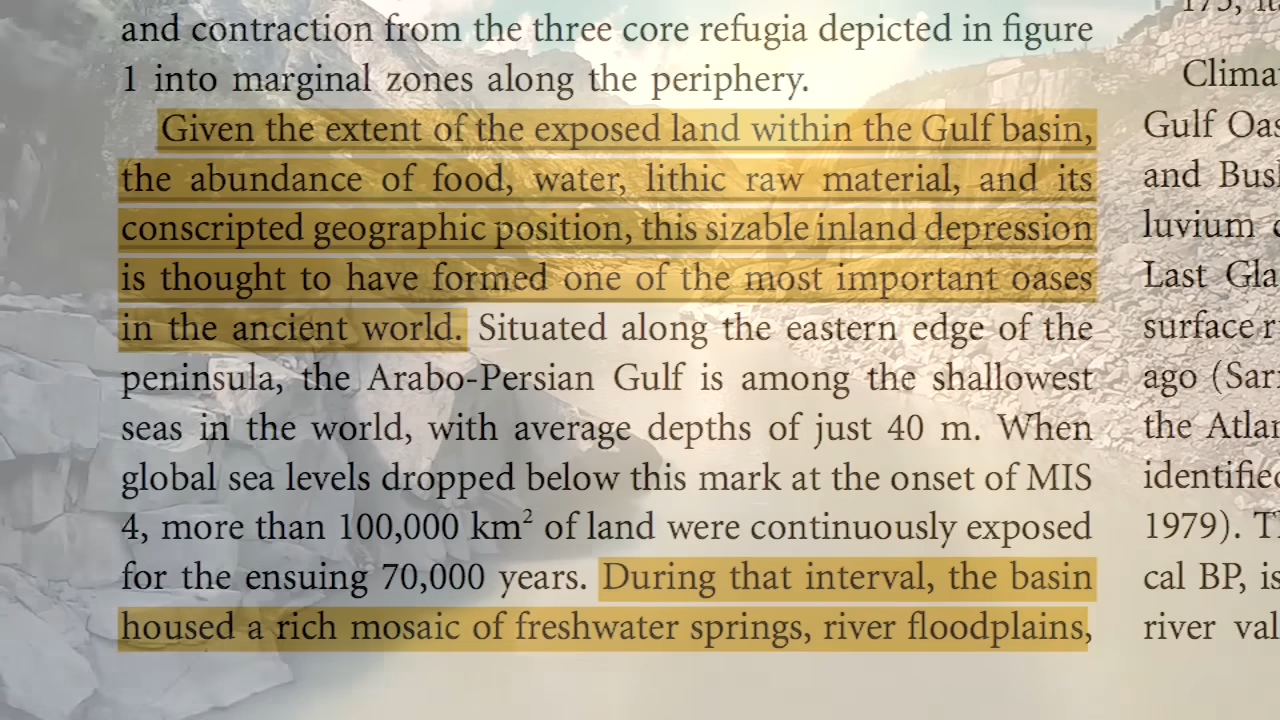 and contraction from the three core refugia depicted in figure
1 into marginal zones along the periphery.
Given the extent of the exposed land within the Gulf basin,
the abundance of food, water, lithic raw material, and its
conscripted geographic position, this sizable inland depression
is thought to have formed one of the most important oases
in the ancient world. Situated along the eastern edge of the
peninsula, the Arabo-Persian Gulf is among the shallowest
seas in the world, with average depths of just 40 m. When
global sea levels dropped below this mark at the onset of MIS
4, more than 100,000 km² of land were continuously exposed
for the ensuing 70,000 years. During that interval, the basin
housed a rich mosaic of freshwater springs, river floodplains,
175,
Clima
Gulf Oas
and Bush
luvium
Last Gla
surface r
ago (Sar
the Atlan
identified
1979). Th
cal BP, is
river val